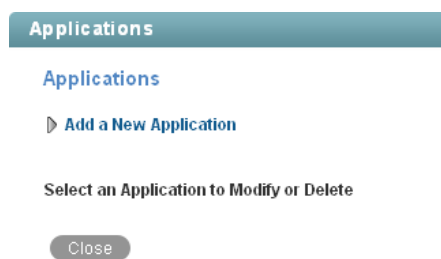 Applications
Applications
Add a New Application
Select an Application to Modify or Delete
Close